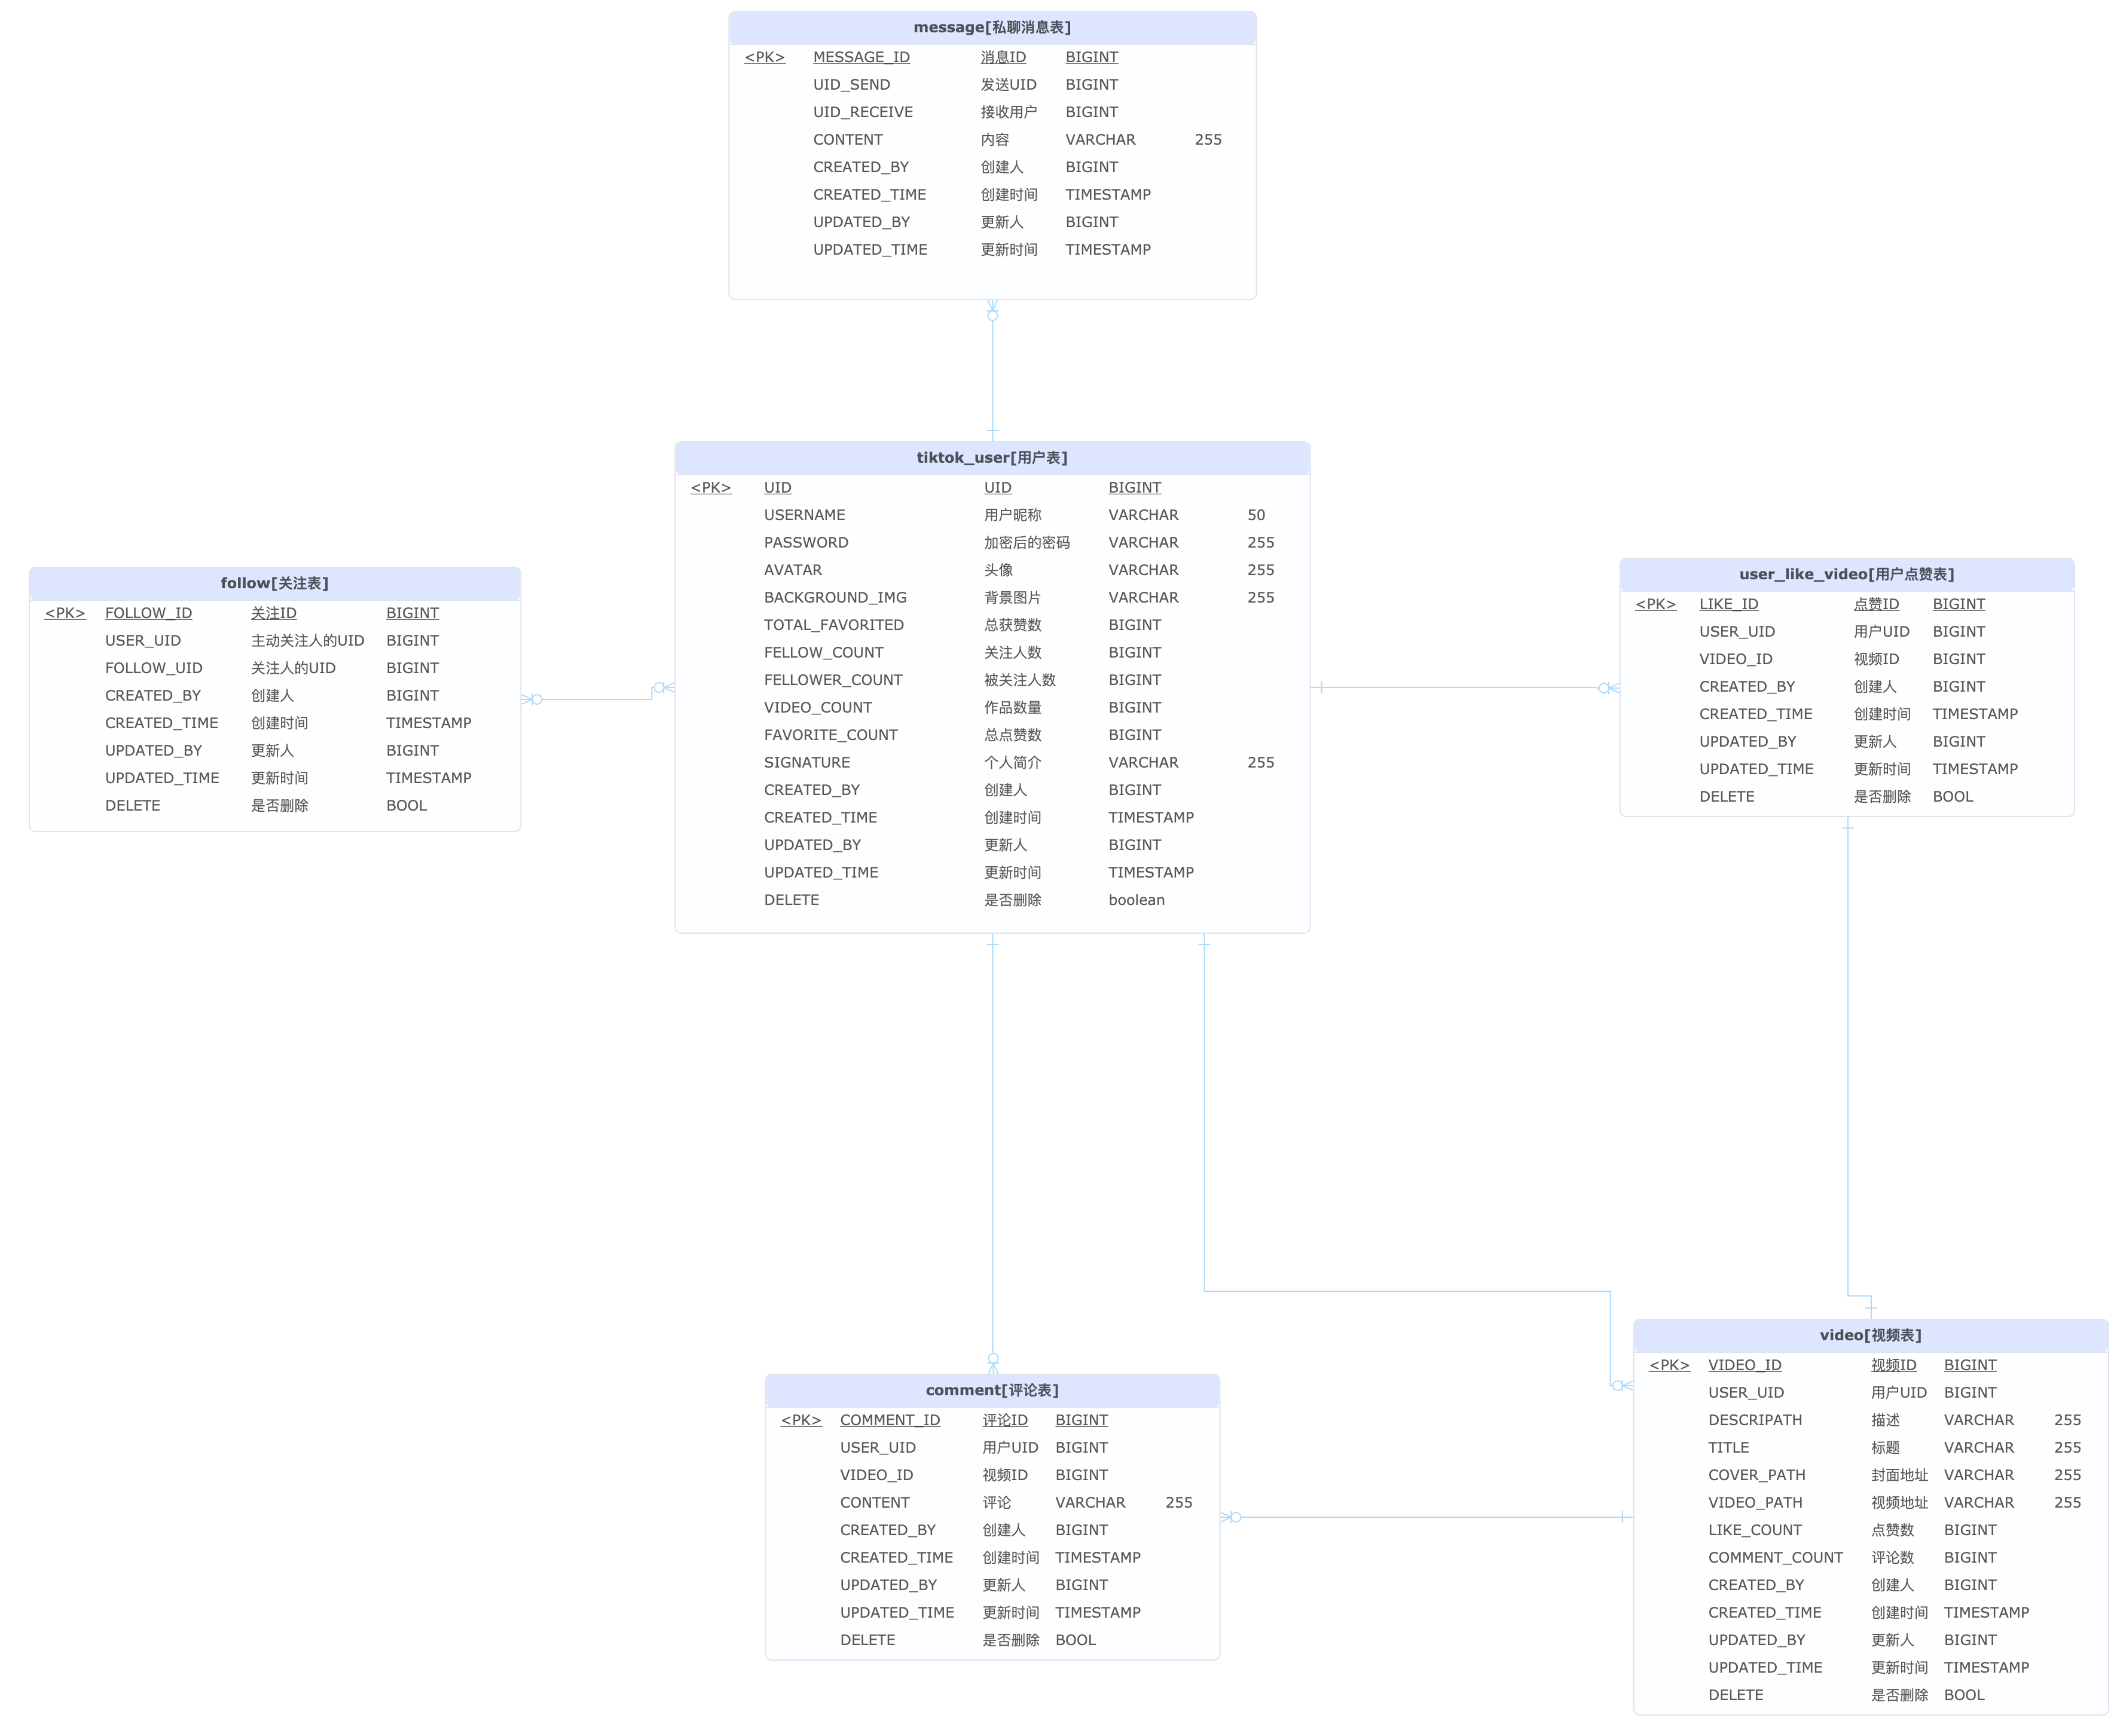 message[私聊消息表]
<PK> MESSAGE_ID 消息ID BIGINT
UID_SEND 发送UID BIGINT
UID_RECEIVE 接收用户 BIGINT
CONTENT 内容 VARCHAR 255
CREATED_BY 创建人 BIGINT
CREATED_TIME 创建时间 TIMESTAMP
UPDATED_BY 更新人 BIGINT
UPDATED_TIME 更新时间 TIMESTAMP
tiktok_user[用户表]
<PK> UID UID BIGINT
USERNAME 用户昵称 VARCHAR 50
PASSWORD 加密后的密码 VARCHAR 255
AVATAR 头像 VARCHAR 255
BACKGROUND_IMG 背景图片 VARCHAR 255
TOTAL_FAVORITED 总获赞数 BIGINT
FELLOW_COUNT 关注人数 BIGINT
FELLOWER_COUNT 被关注人数 BIGINT
VIDEO_COUNT 作品数量 BIGINT
FAVORITE_COUNT 总点赞数 BIGINT
SIGNATURE 个人简介 VARCHAR 255
CREATED_BY 创建人 BIGINT
CREATED_TIME 创建时间 TIMESTAMP
UPDATED_BY 更新人 BIGINT
UPDATED_TIME 更新时间 TIMESTAMP
DELETE 是否删除 boolean
follow[关注表]
<PK> FOLLOW_ID 关注ID BIGINT
USER_UID 主动关注人的UID BIGINT
FOLLOW_UID 关注人的UID BIGINT
CREATED_BY 创建人 BIGINT
CREATED_TIME 创建时间 TIMESTAMP
UPDATED_BY 更新人 BIGINT
UPDATED_TIME 更新时间 TIMESTAMP
DELETE 是否删除 BOOL
user_like_video[用户点赞表]
<PK> LIKE_ID 点赞ID BIGINT
USER_UID 用户UID BIGINT
VIDEO_ID 视频ID BIGINT
CREATED_BY 创建人 BIGINT
CREATED_TIME 创建时间 TIMESTAMP
UPDATED_BY 更新人 BIGINT
UPDATED_TIME 更新时间 TIMESTAMP
DELETE 是否删除 BOOL
comment[评论表]
<PK> COMMENT_ID 评论ID BIGINT
USER_UID 用户UID BIGINT
VIDEO_ID 视频ID BIGINT
CONTENT 评论 VARCHAR 255
CREATED_BY 创建人 BIGINT
CREATED_TIME 创建时间 TIMESTAMP
UPDATED_BY 更新人 BIGINT
UPDATED_TIME 更新时间 TIMESTAMP
DELETE 是否删除 BOOL
video[视频表]
<PK> VIDEO_ID 视频ID BIGINT
USER_UID 用户UID BIGINT
DESCRIPATH 描述 VARCHAR 255
TITLE 标题 VARCHAR 255
COVER_PATH 封面地址 VARCHAR 255
VIDEO_PATH 视频地址 VARCHAR 255
LIKE_COUNT 点赞数 BIGINT
COMMENT_COUNT 评论数 BIGINT
CREATED_BY 创建人 BIGINT
CREATED_TIME 创建时间 TIMESTAMP
UPDATED_BY 更新人 BIGINT
UPDATED_TIME 更新时间 TIMESTAMP
DELETE 是否删除 BOOL